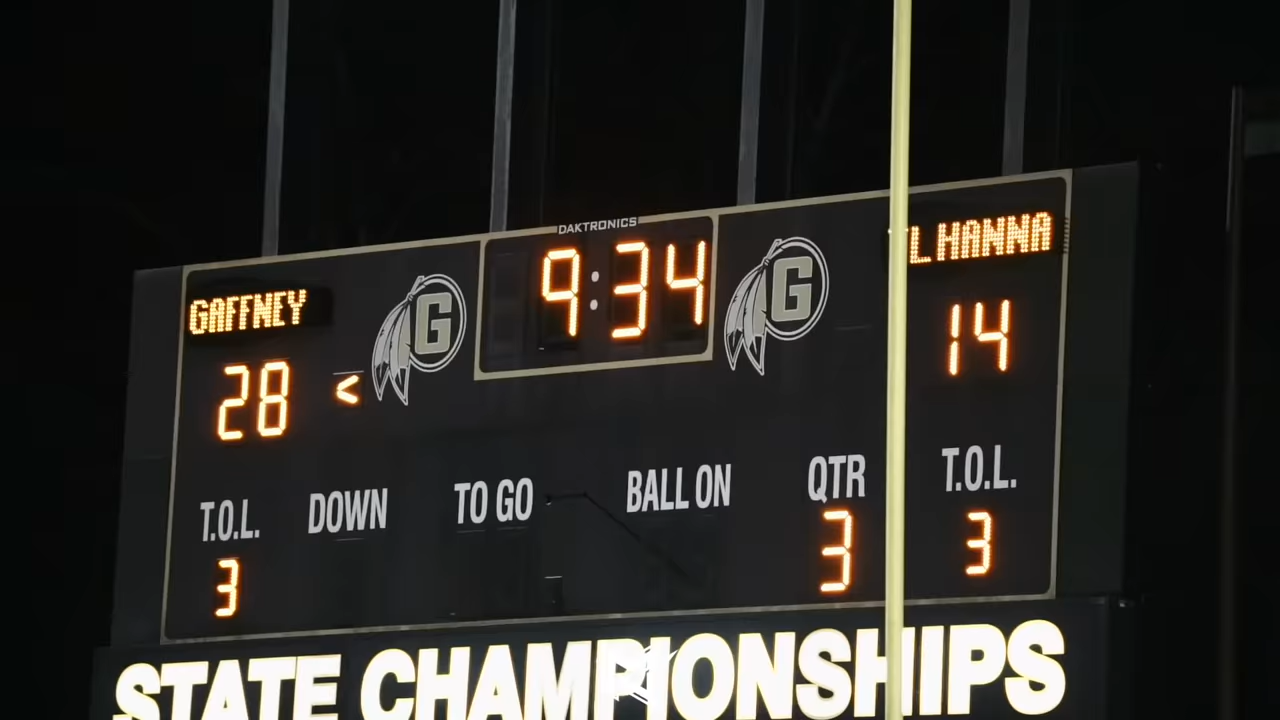 DAKTRONICS
GAFFNEY
G
9:34
G
L HANNA
28 <
14
T.O.L.
DOWN
TO GO
BALL ON
QTR
T.O.L.
3
3
3
STATE CHAMPIONSHIPS